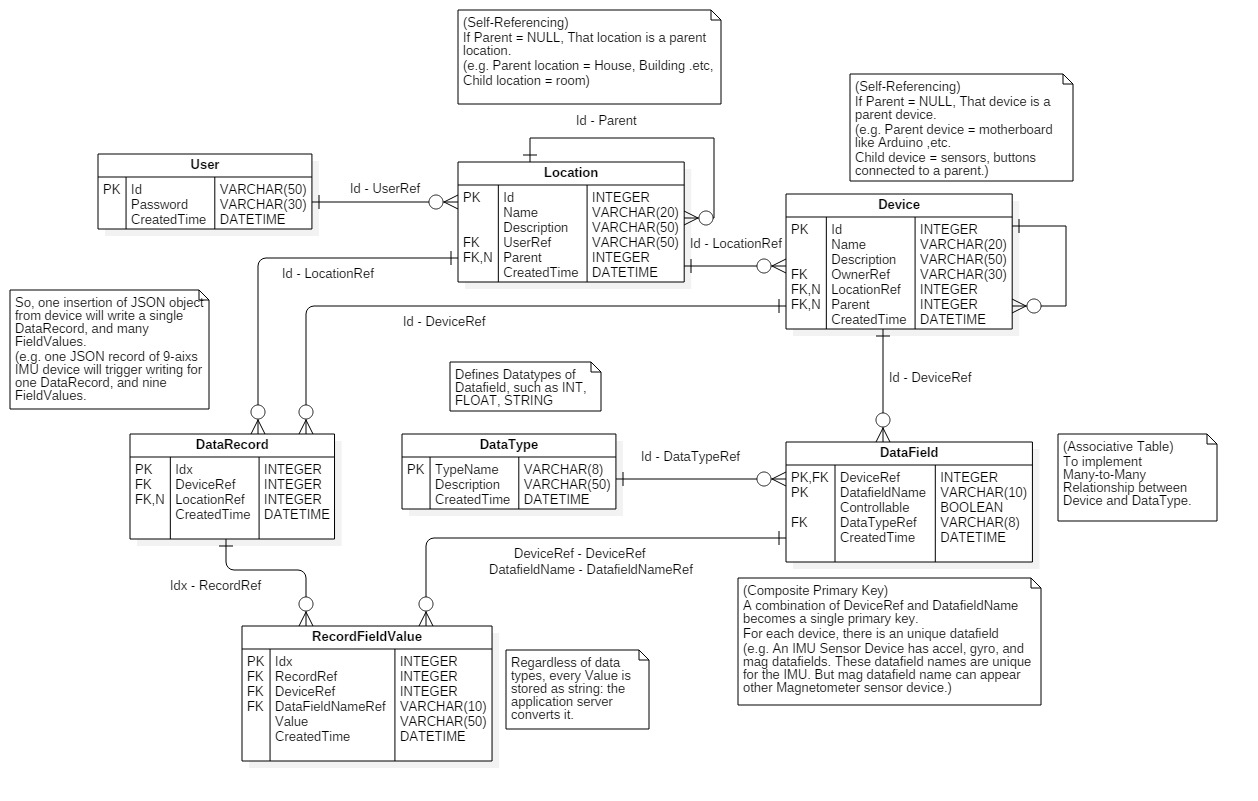 (Self-Referencing)
If Parent = NULL, That location is a parent
location.
(e.g. Parent location = House, Building .etc,
Child location = room)
(Self-Referencing)
If Parent = NULL, That device is a
parent device.
(e.g. Parent device = motherboard
like Arduino ,etc.
Child device = sensors, buttons
connected to a parent.)
Id - Parent
User
PK Id VARCHAR(50)
Password VARCHAR(30)
CreatedTime DATETIME
Id - UserRef
Location
PK Id INTEGER
Name VARCHAR(20)
Description VARCHAR(50)
FK UserRef VARCHAR(50)
FK,N Parent INTEGER
CreatedTime DATETIME
Id - LocationRef
Device
PK Id INTEGER
Name VARCHAR(20)
Description VARCHAR(50)
FK OwnerRef VARCHAR(30)
FK,N LocationRef INTEGER
FK,N Parent INTEGER
CreatedTime DATETIME
Id - LocationRef
Id - DeviceRef
So, one insertion of JSON object
from device will write a single
DataRecord, and many
FieldValues.
(e.g. one JSON record of 9-aixs
IMU device will trigger writing for
one DataRecord, and nine
FieldValues.
Defines Datatypes of
Datafield, such as INT,
FLOAT, STRING
Id - DeviceRef
DataRecord
PK Idx INTEGER
FK DeviceRef INTEGER
FK,N LocationRef INTEGER
CreatedTime DATETIME
DataType
PK TypeName VARCHAR(8)
Description VARCHAR(50)
CreatedTime DATETIME
Id - DataTypeRef
DataField
PK,FK DeviceRef INTEGER
PK DatafieldName VARCHAR(10)
Controllable BOOLEAN
FK DataTypeRef VARCHAR(8)
CreatedTime DATETIME
(Associative Table)
To implement
Many-to-Many
Relationship between
Device and DataType.
DeviceRef - DeviceRef
DatafieldName - DatafieldNameRef
Idx - RecordRef
(Composite Primary Key)
A combination of DeviceRef and DatafieldName
becomes a single primary key.
For each device, there is an unique datafield
(e.g. An IMU Sensor Device has accel, gyro, and
mag datafields. These datafield names are unique
for the IMU. But mag datafield name can appear
other Magnetometer sensor device.)
RecordFieldValue
PK Idx INTEGER
FK RecordRef INTEGER
FK DeviceRef INTEGER
FK DataFieldNameRef VARCHAR(10)
Value VARCHAR(50)
CreatedTime DATETIME
Regardless of data
types, every Value is
stored as string: the
application server
converts it.